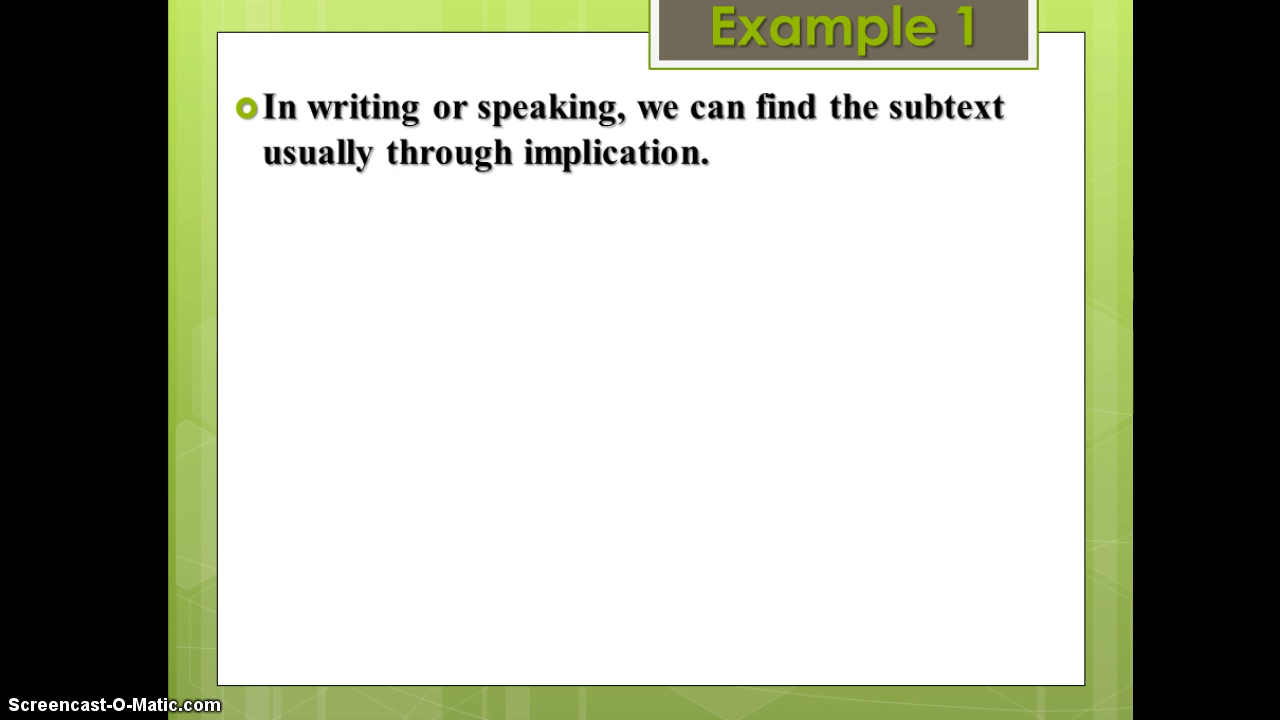 Example 1
In writing or speaking, we can find the subtext
usually through implication.
Screencast-O-Matic.com